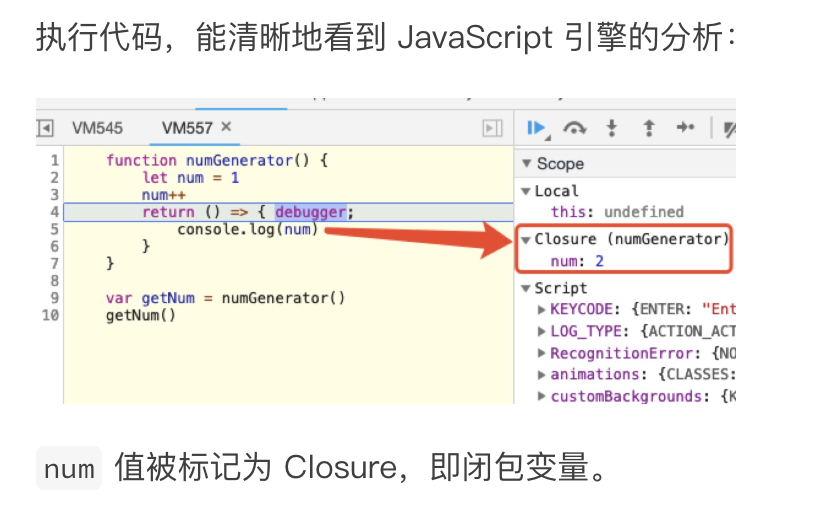 执行代码，能清晰地看到 JavaScript 引擎的分析：
VM545 VM557 ×
1 function numGenerator() {
2 let num = 1
3 num++
4 return () => { debugger;
5 console.log(num)
6 }
7 }
8
9 var getNum = numGenerator()
10 getNum()
Scope
Local
this: undefined
Closure (numGenerator)
num: 2
Script
KEYCODE: {ENTER: "Ent
LOG_TYPE: {ACTION_ACT
RecognitionError: {NO
animations: {CLASSES:
customBackgrounds: {K
num 值被标记为 Closure，即闭包变量。